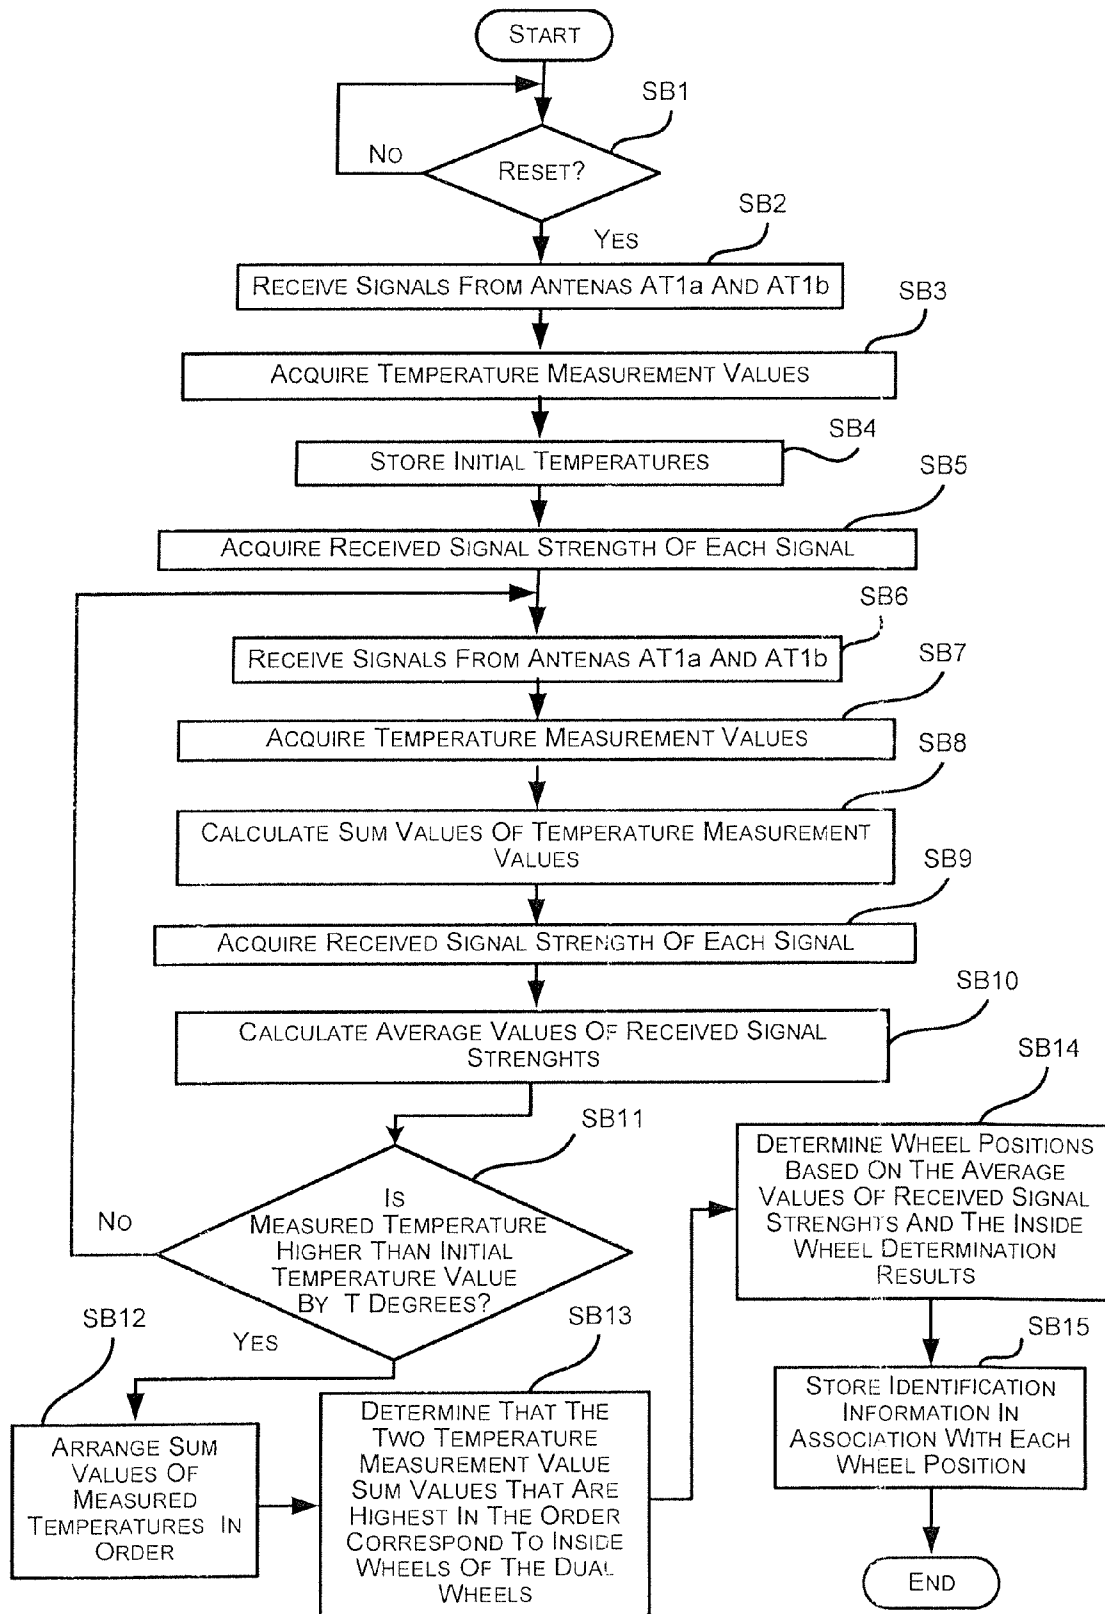 START
SB1
NO
RESET?
SB2
YES
RECEIVE SIGNALS FROM ANTENAS AT1a AND AT1b
SB3
ACQUIRE TEMPERATURE MEASUREMENT VALUES
SB4
STORE INITIAL TEMPERATURES
SB5
ACQUIRE RECEIVED SIGNAL STRENGTH OF EACH SIGNAL
SB6
RECEIVE SIGNALS FROM ANTENAS AT1a AND AT1b
SB7
ACQUIRE TEMPERATURE MEASUREMENT VALUES
SB8
CALCULATE SUM VALUES OF TEMPERATURE MEASUREMENT
VALUES
SB9
ACQUIRE RECEIVED SIGNAL STRENGTH OF EACH SIGNAL
SB10
CALCULATE AVERAGE VALUES OF RECEIVED SIGNAL
STRENGHTS
SB11
IS
MEASURED TEMPERATURE
HIGHER THAN INITIAL
TEMPERATURE VALUE
BY T DEGREES?
NO
YES
SB12
ARRANGE SUM
VALUES OF
MEASURED
TEMPERATURES IN
ORDER
SB13
DETERMINE THAT THE
TWO TEMPERATURE
MEASUREMENT VALUE
SUM VALUES THAT ARE
HIGHEST IN THE ORDER
CORRESPOND TO INSIDE
WHEELS OF THE DUAL
WHEELS
SB14
DETERMINE WHEEL POSITIONS
BASED ON THE AVERAGE
VALUES OF RECEIVED SIGNAL
STRENGHTS AND THE INSIDE
WHEEL DETERMINATION
RESULTS
SB15
STORE IDENTIFICATION
INFORMATION IN
ASSOCIATION WITH EACH
WHEEL POSITION
END